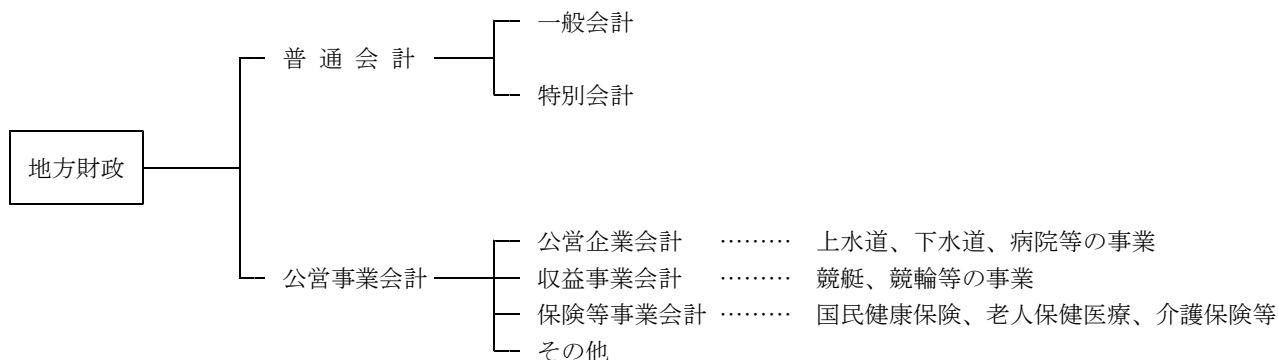 一般会計
普 通 会 計
特別会計
地方財政
公営企業会計 ……… 上水道、下水道、病院等の事業
公営事業会計 収益事業会計 ……… 競艇、競輪等の事業
保険等事業会計 ……… 国民健康保険、老人保健医療、介護保険等
その他